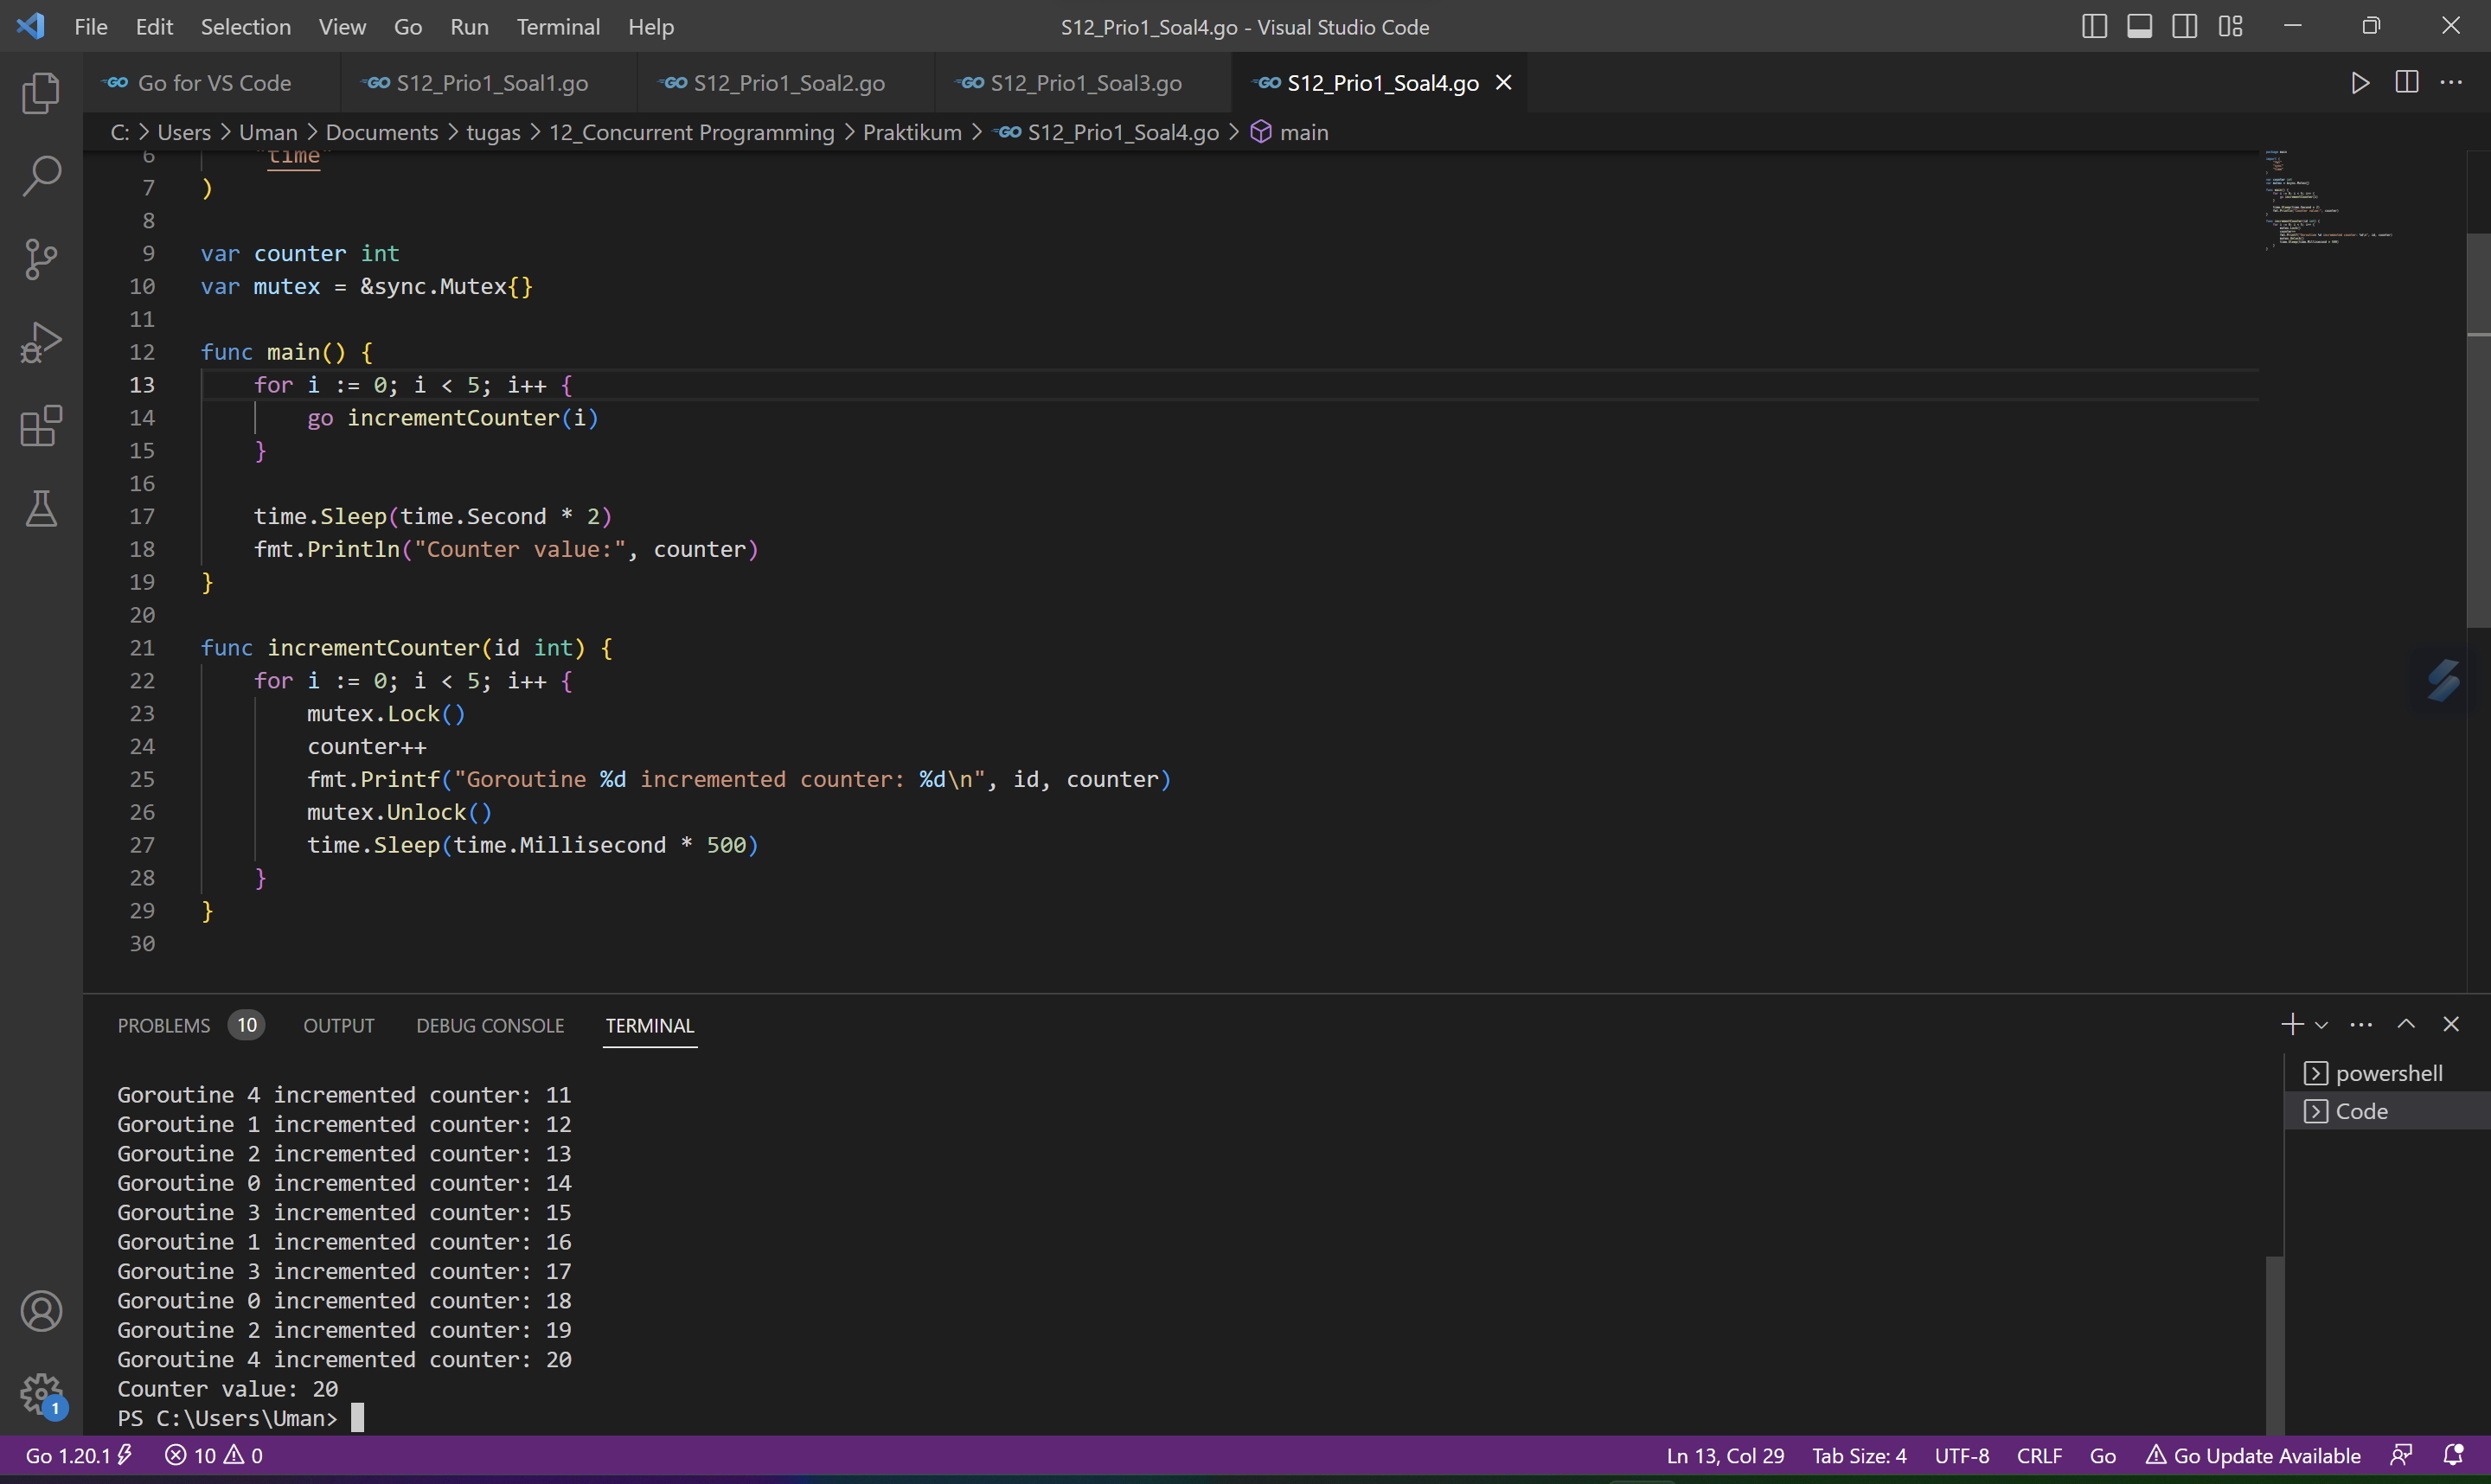 File Edit Selection View Go Run Terminal Help
S12_Prio1_Soal4.go - Visual Studio Code
Go for VS Code
S12_Prio1_Soal1.go
S12_Prio1_Soal2.go
S12_Prio1_Soal3.go
S12_Prio1_Soal4.go
C: > Users > Uman > Documents > tugas > 12_Concurrent Programming > Praktikum > S12_Prio1_Soal4.go > main
6 "time"
7 )
8
9 var counter int
10 var mutex = &sync.Mutex{}
11
12 func main() {
13 for i := 0; i < 5; i++ {
14 go incrementCounter(i)
15 }
16
17 time.Sleep(time.Second * 2)
18 fmt.Println("Counter value:", counter)
19 }
20
21 func incrementCounter(id int) {
22 for i := 0; i < 5; i++ {
23 mutex.Lock()
24 counter++
25 fmt.Printf("Goroutine %d incremented counter: %d\n", id, counter)
26 mutex.Unlock()
27 time.Sleep(time.Millisecond * 500)
28 }
29 }
30
PROBLEMS 10 OUTPUT DEBUG CONSOLE TERMINAL
powershell
Code
Goroutine 4 incremented counter: 11
Goroutine 1 incremented counter: 12
Goroutine 2 incremented counter: 13
Goroutine 0 incremented counter: 14
Goroutine 3 incremented counter: 15
Goroutine 1 incremented counter: 16
Goroutine 3 incremented counter: 17
Goroutine 0 incremented counter: 18
Goroutine 2 incremented counter: 19
Goroutine 4 incremented counter: 20
Counter value: 20
PS C:\Users\Uman>
1
Go 1.20.1 10 0 Ln 13, Col 29 Tab Size: 4 UTF-8 CRLF Go Go Update Available